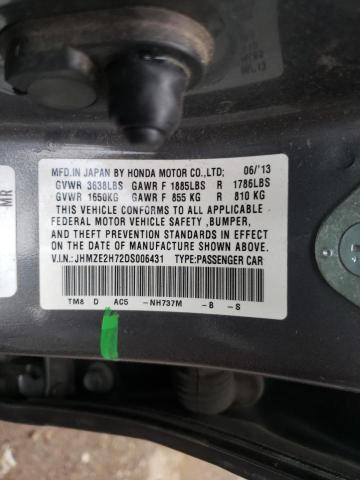 MFD.IN JAPAN BY HONDA MOTOR CO.,LTD; 06/'13
GVWR 3638LBS GAWR F 1885LBS R 1786LBS
GVWR 1650KG GAWR F 855 KG R 810 KG
THIS VEHICLE CONFORMS TO ALL APPLICABLE
FEDERAL MOTOR VEHICLE SAFETY ,BUMPER,
AND THEFT PREVENTION STANDARDS IN EFFECT
ON THE DATE OF MANUFACTURE SHOWN ABOVE.
V.I.N.:JHMZE2H72DS006431 TYPE:PASSENGER CAR
TM8 D AC5 -NH737M -B -S
MR